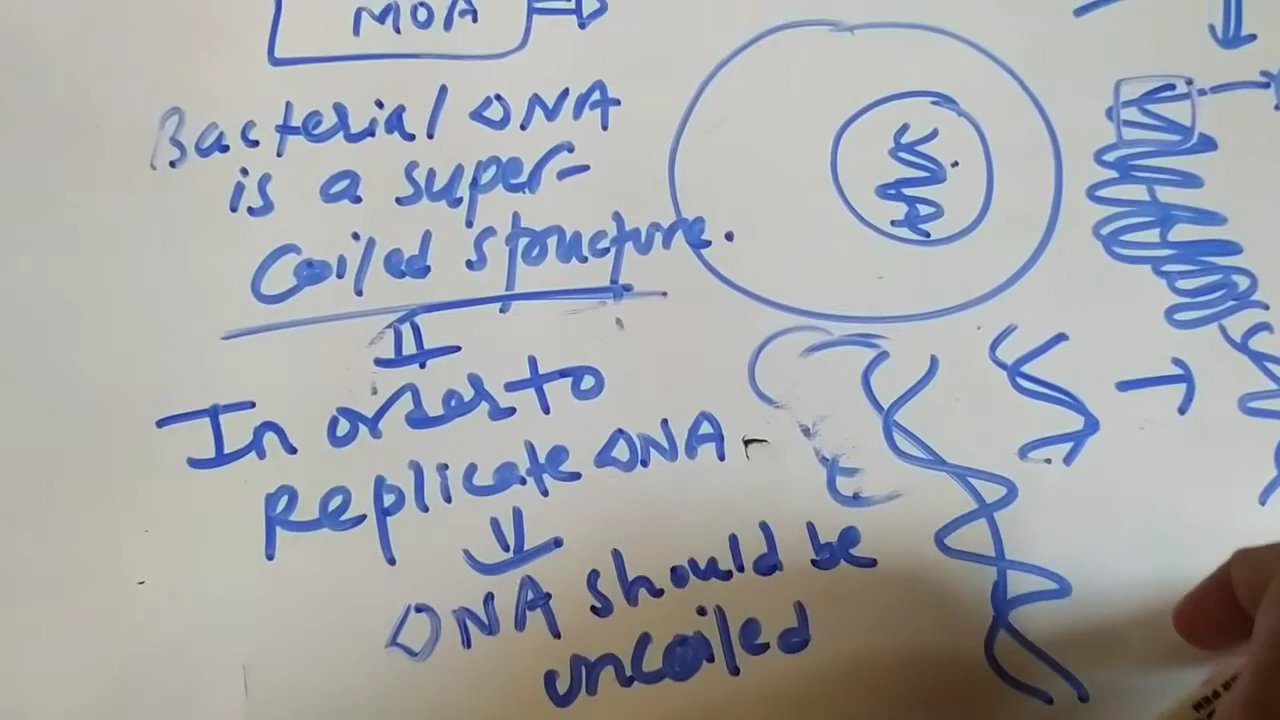 MOA
Bacterial DNA
is a super-
Coiled structure.
In order to
replicate DNA
DNA should be
uncoiled